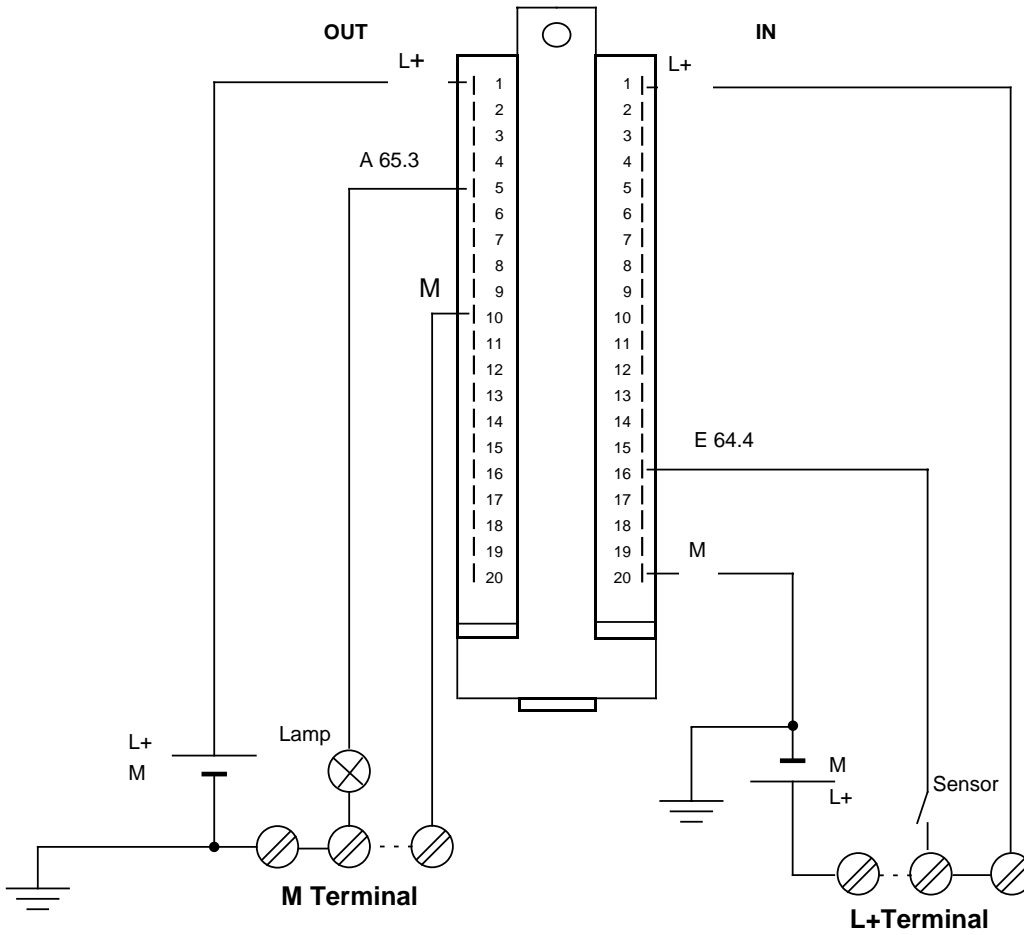 OUT
IN
L+
L+
1 1
2 2
3 3
A 65.3
4 4
5 5
6 6
7 7
8 8
M
9 9
10 10
11 11
12 12
13 13
14 14
E 64.4
15 15
16 16
17 17
18 18
M
19 19
20 20
Lamp
L+
M
M
L+
Sensor
M Terminal
L+Terminal